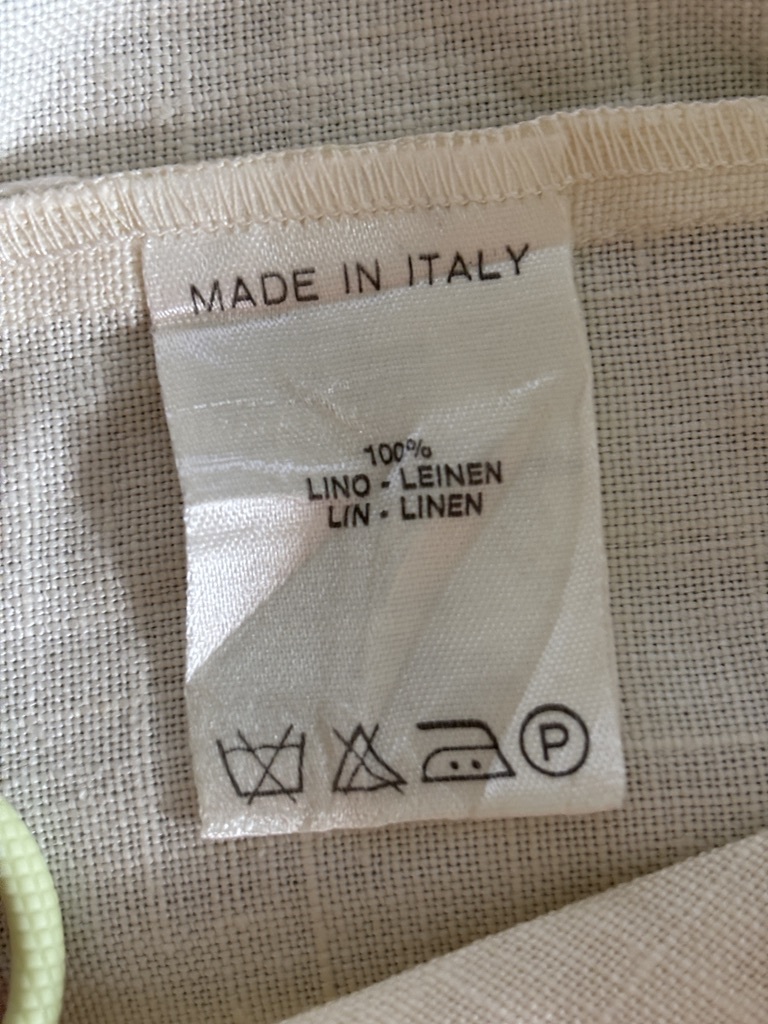 MADE IN ITALY
100%
LINO - LEINEN
LIN - LINEN
P